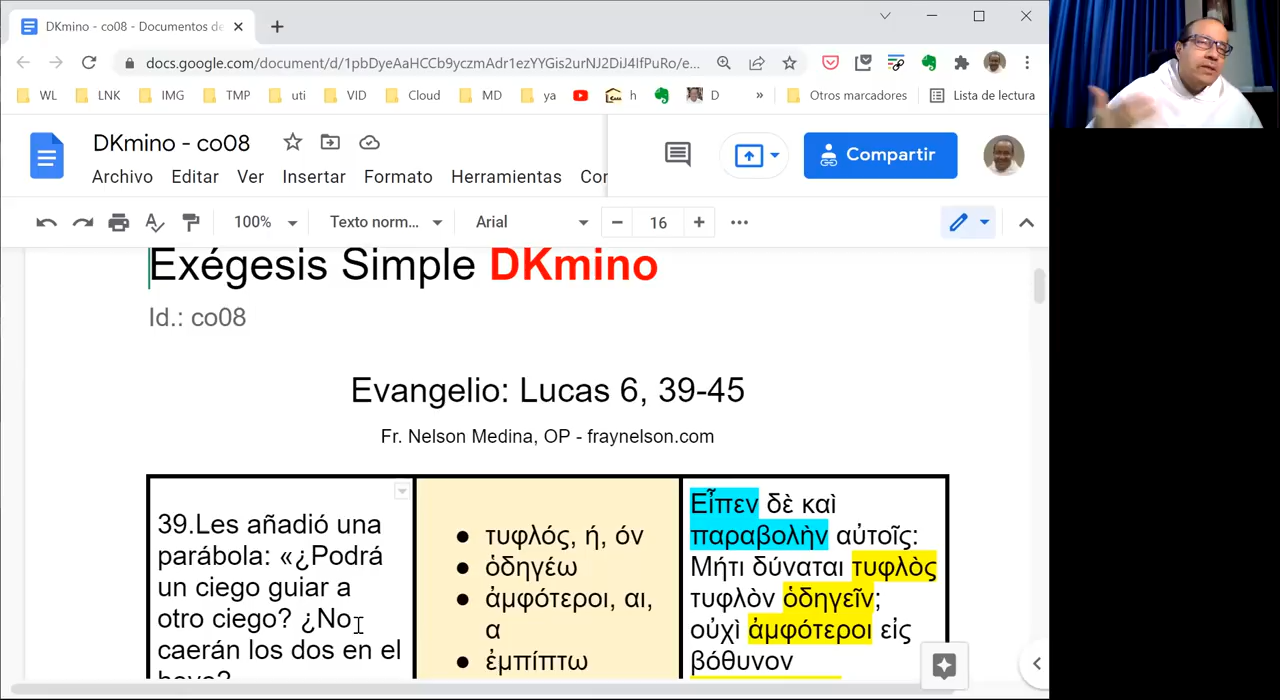 DKmino - co08 - Documentos de
docs.google.com/document/d/1pbDyeAaHCCb9yczmAdr1ezYYGis2urNJ2DiJ4lfPuRo/e...
WL LNK IMG TMP uti VID Cloud MD ya h D » Otros marcadores Lista de lectura
DKmino - co08
Compartir
Archivo Editar Ver Insertar Formato Herramientas Cor
100% Texto norm... Arial 16
Exégesis Simple DKmino
Id.: co08
Evangelio: Lucas 6, 39-45
Fr. Nelson Medina, OP - fraynelson.com
39.Les añadió una
parábola: «¿Podrá
un ciego guiar a
otro ciego? ¿No
caerán los dos en el
hoyo?
● τυφλός, ή, όν
● ὁδηγέω
● ἀμφότεροι, αι,
α
● ἐμπίπτω
Εἶπεν δὲ καὶ
παραβολὴν αὐτοῖς:
Μήτι δύναται τυφλὸς
τυφλὸν ὁδηγεῖν;
οὐχὶ ἀμφότεροι εἰς
βόθυνον